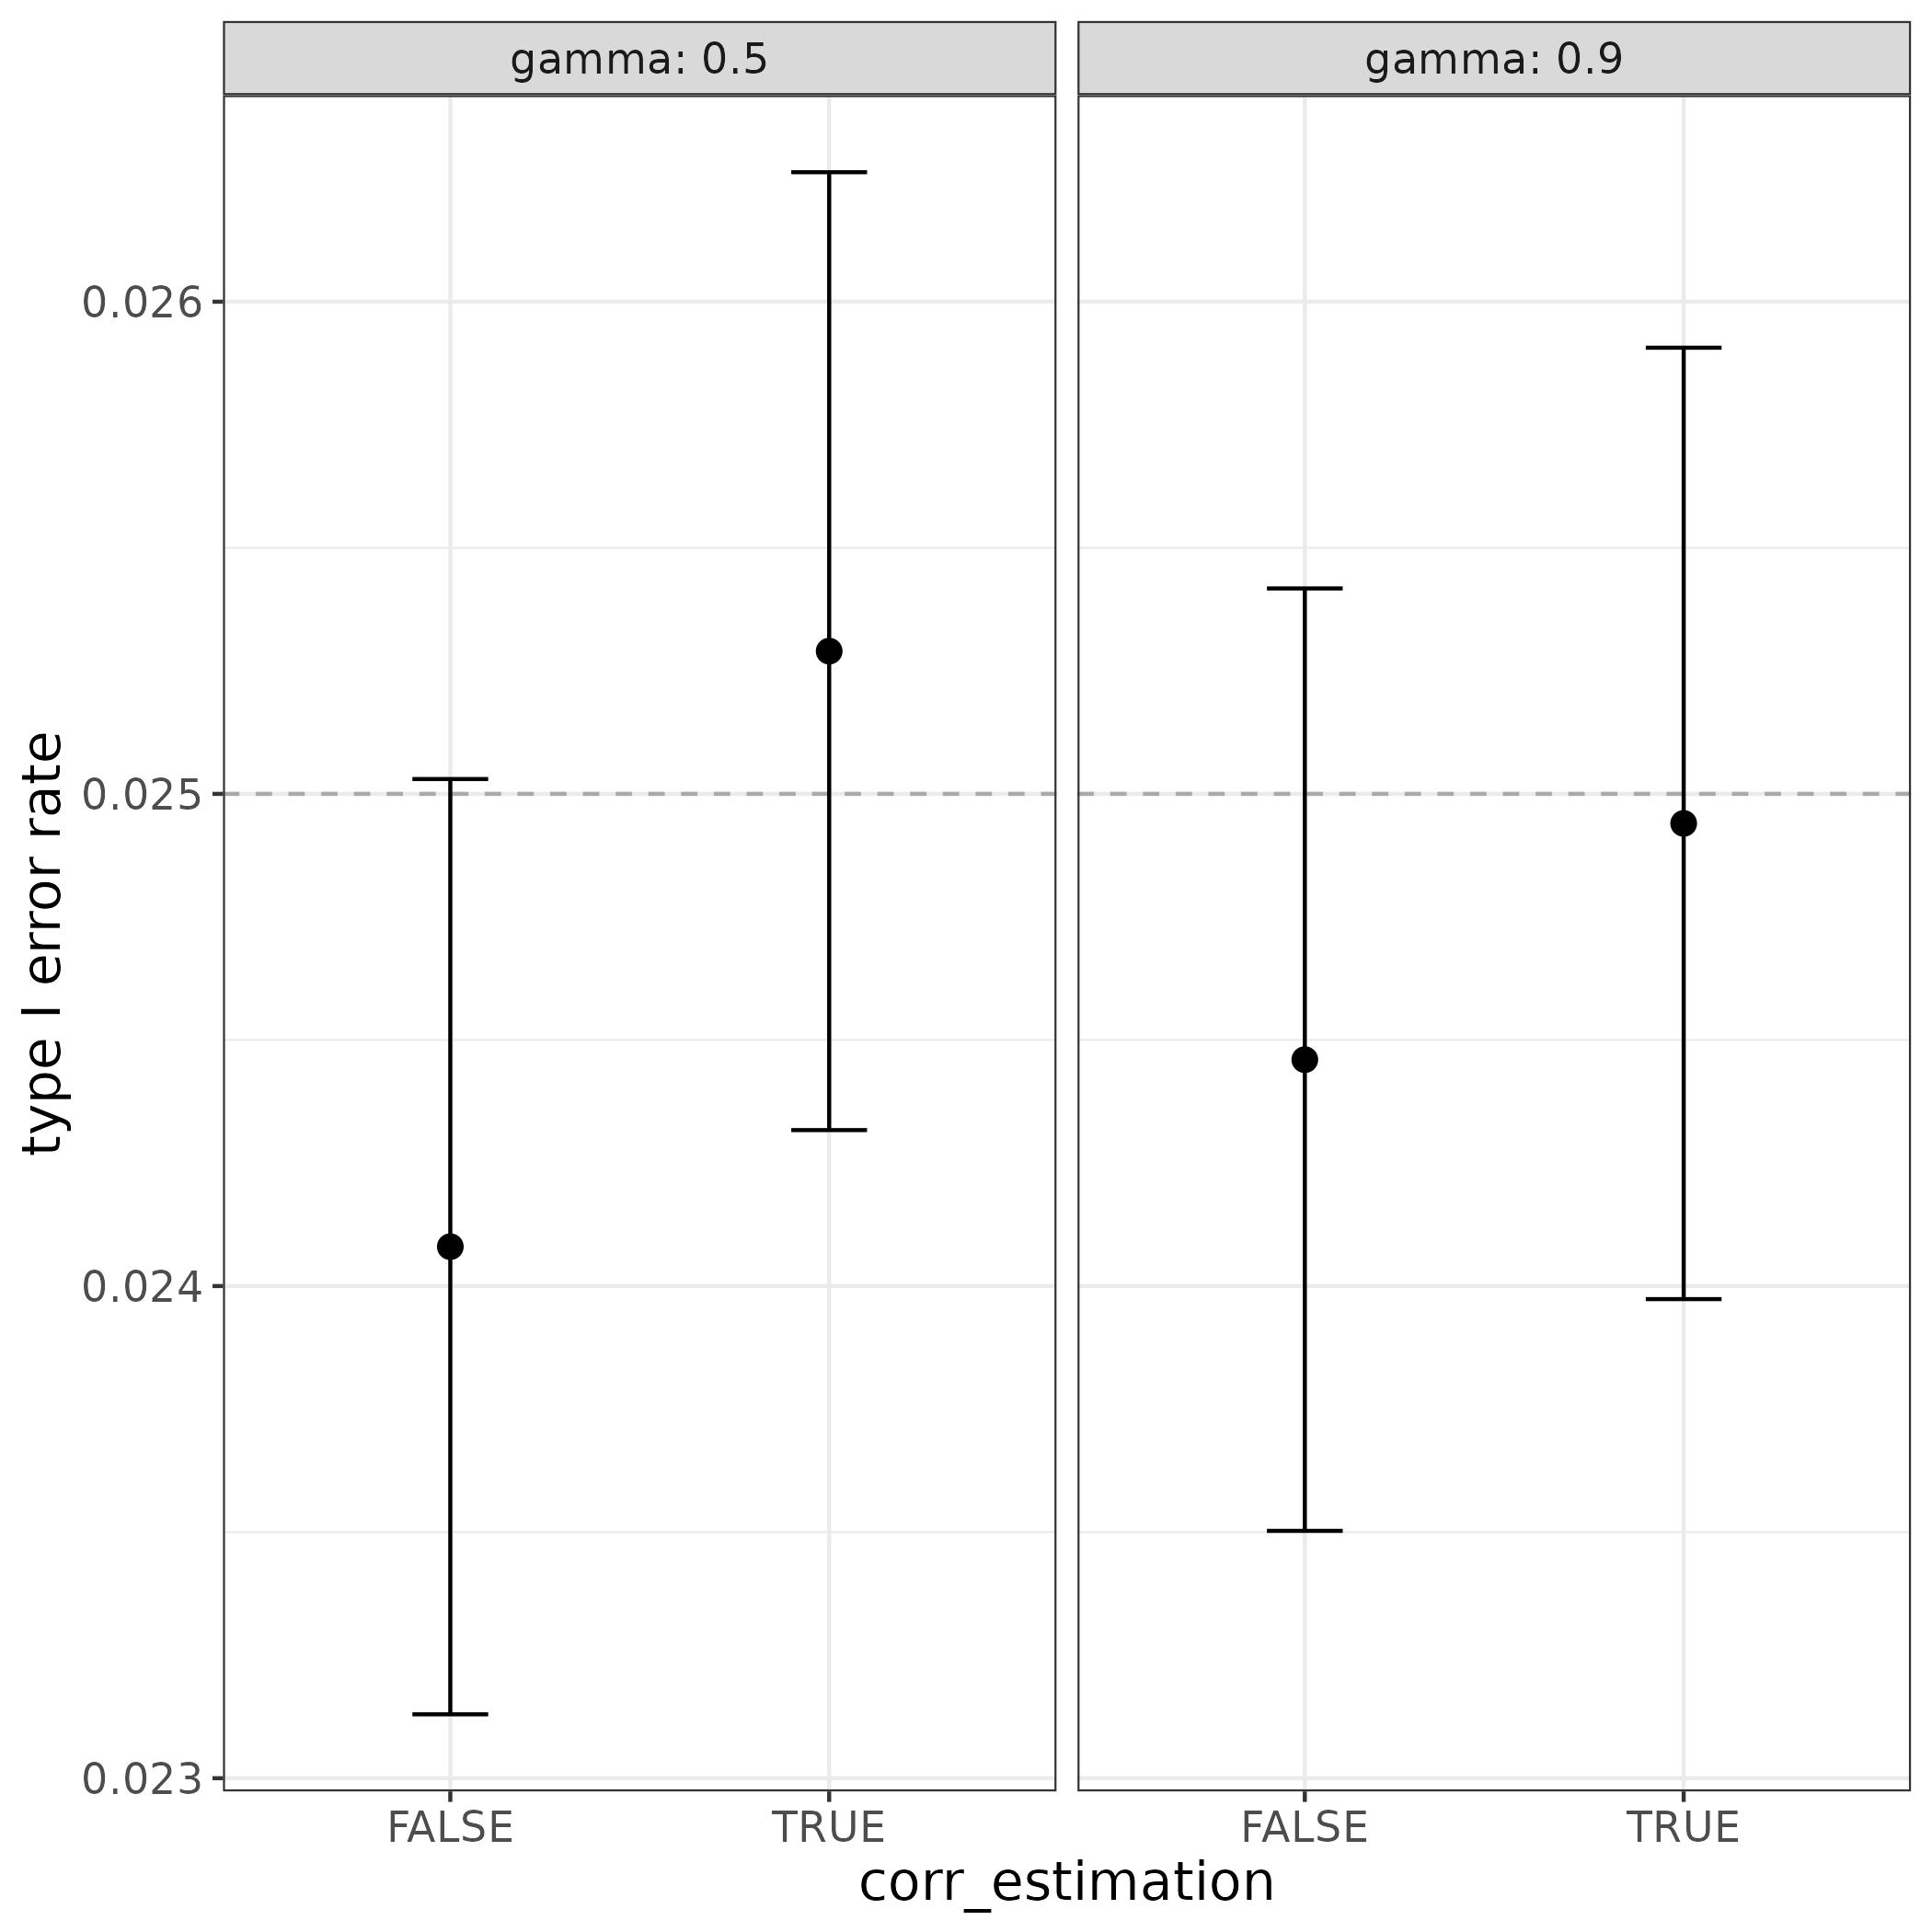 gamma: 0.5
gamma: 0.9
type I error rate
0.026
0.025
0.024
0.023
FALSE
TRUE
FALSE
TRUE
corr_estimation